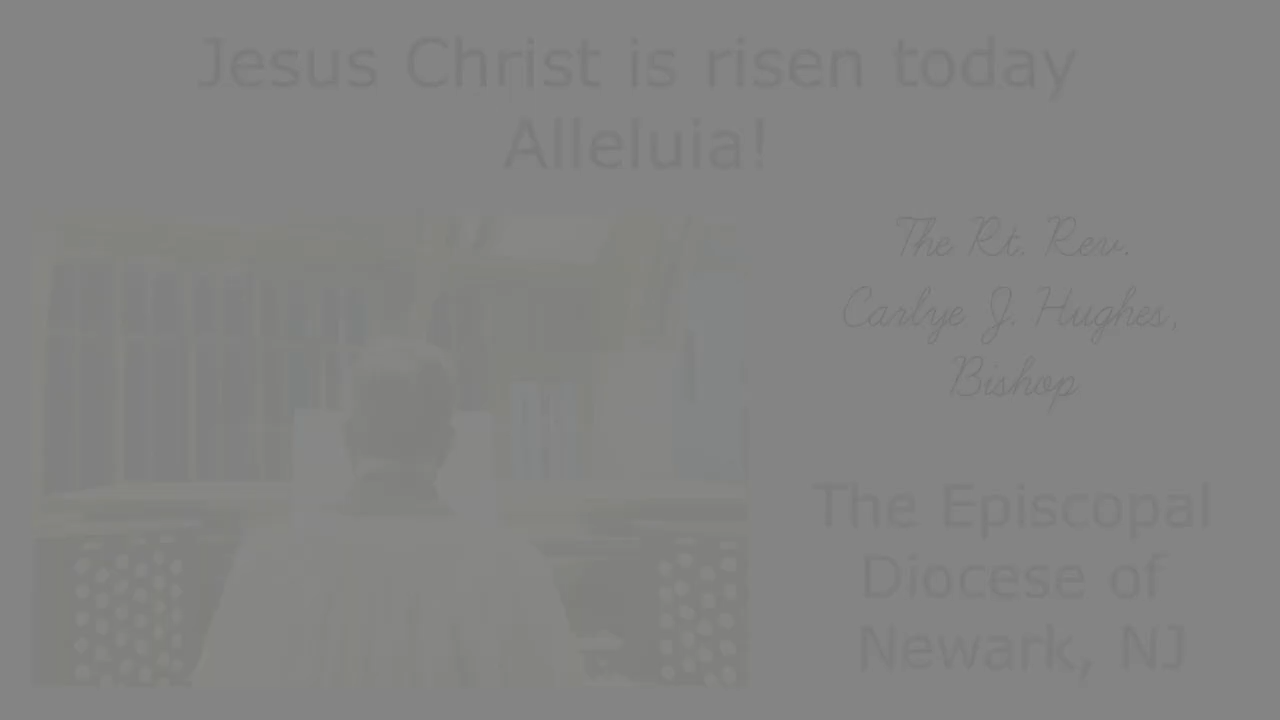 Jesus Christ is risen today
Alleluia!
The Rt. Rev.
Carlye J. Hughes,
Bishop
The Episcopal
Diocese of
Newark, NJ